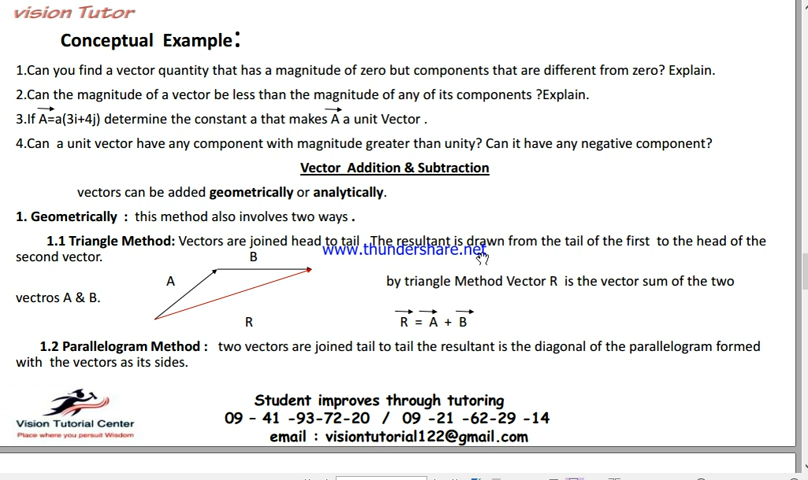 vision Tutor
Conceptual Example:
1.Can you find a vector quantity that has a magnitude of zero but components that are different from zero? Explain.
2.Can the magnitude of a vector be less than the magnitude of any of its components ?Explain.
3.If A=a(3i+4j) determine the constant a that makes A a unit Vector .
4.Can a unit vector have any component with magnitude greater than unity? Can it have any negative component?
Vector Addition & Subtraction
vectors can be added geometrically or analytically.
1. Geometrically : this method also involves two ways .
1.1 Triangle Method: Vectors are joined head to tail .The resultant is drawn from the tail of the first to the head of the
www.thundershare.net
second vector.
B
A
by triangle Method Vector R is the vector sum of the two
vectros A & B.
R
R = A + B
1.2 Parallelogram Method : two vectors are joined tail to tail the resultant is the diagonal of the parallelogram formed
with the vectors as its sides.
Student improves through tutoring
09 - 41 -93-72-20 / 09 -21 -62-29 -14
email : visiontutorial122@gmail.com
Vision Tutorial Center
Place where you persuit Wisdom